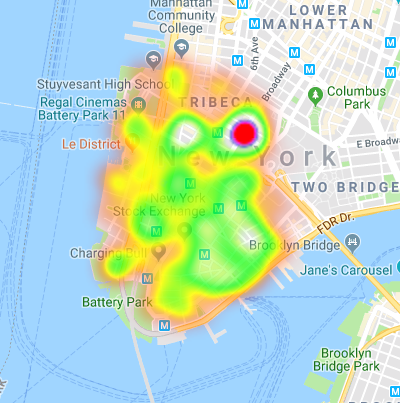 Manhattan
Community
College
LOWER
MANHATTAN
6th Ave
Broadway
Stuyvesant High School
Regal Cinemas
Battery Park 11
TRIBECA
Columbus
Park
Le District
E Broadway
New York
TWO BRIDGE
New York
Stock Exchange
FDR Dr.
Charging Bull
Brooklyn Bridge
Jane's Carousel
Battery Park
Brooklyn
Bridge Park